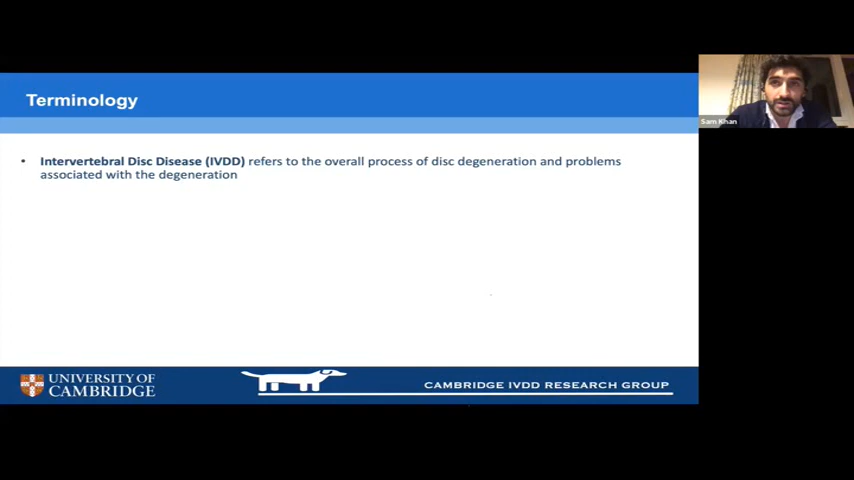 Terminology
• Intervertebral Disc Disease (IVDD) refers to the overall process of disc degeneration and problems
associated with the degeneration
Sam Khan
UNIVERSITY OF
CAMBRIDGE
CAMBRIDGE IVDD RESEARCH GROUP